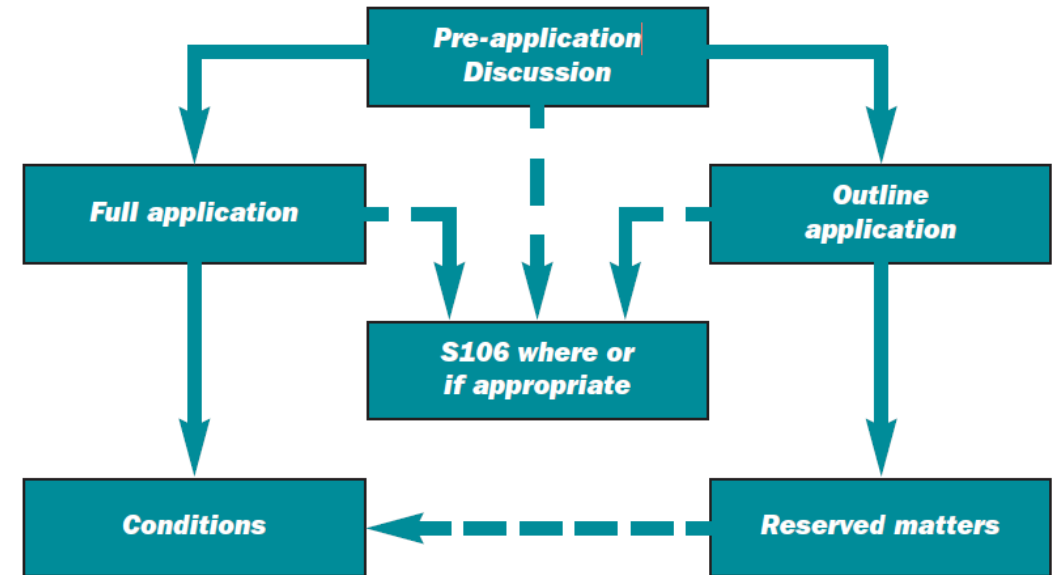 Pre-application
Discussion
Full application
Outline
application
S106 where or
if appropriate
Conditions
Reserved matters